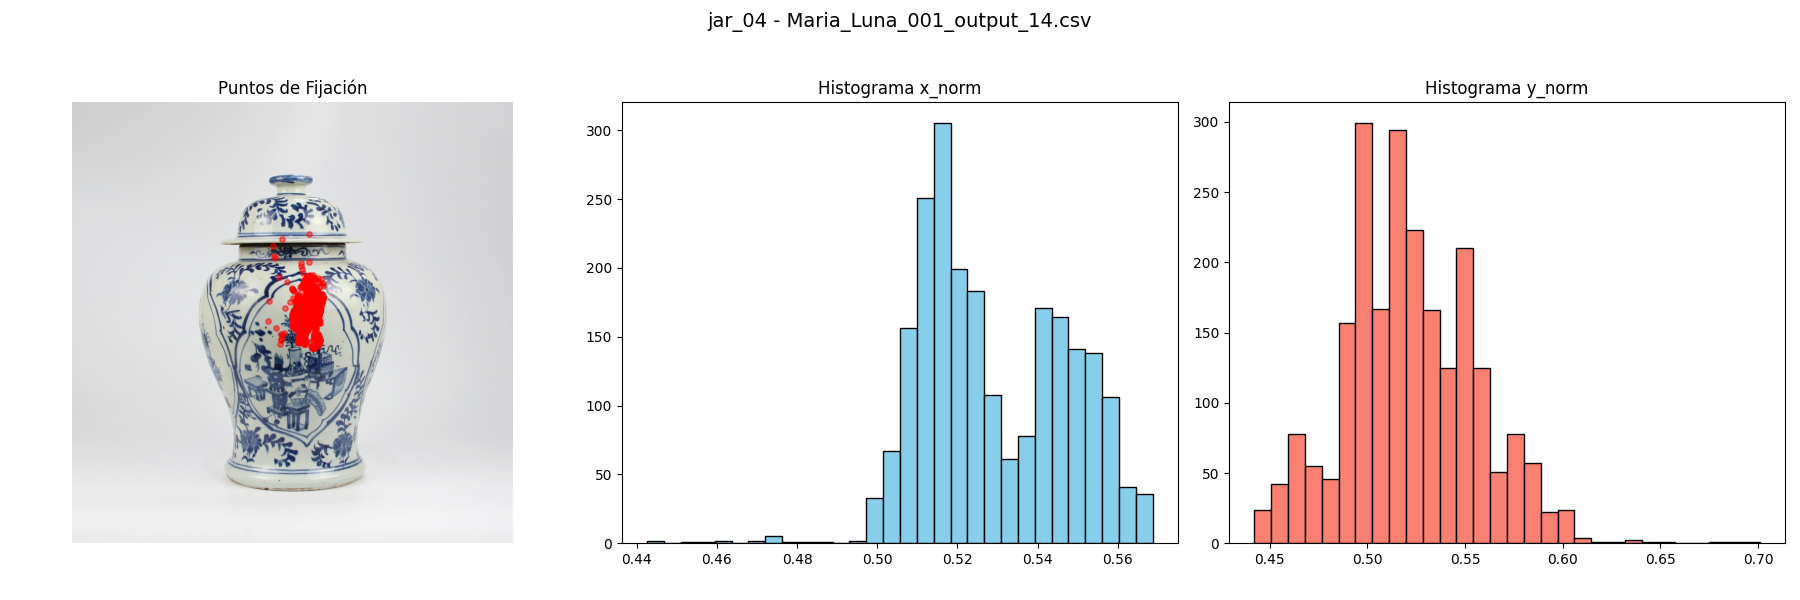 jar_04 - Maria_Luna_001_output_14.csv
Puntos de Fijación
Histograma x_norm
300
250
200
150
100
50
0
0.44 0.46 0.48 0.50 0.52 0.54 0.56
Histograma y_norm
300
250
200
150
100
50
0
0.45 0.50 0.55 0.60 0.65 0.70